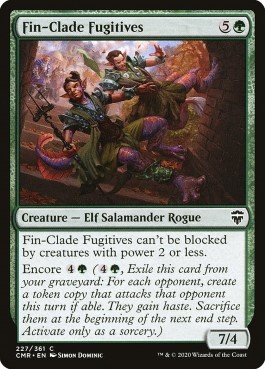 Fin-Clade Fugitives 5
Creature — Elf Salamander Rogue
Fin-Clade Fugitives can't be blocked
by creatures with power 2 or less.
Encore 4 (4, Exile this card from
your graveyard: For each opponent, create
a token copy that attacks that opponent
this turn if able. They gain haste. Sacrifice
them at the beginning of the next end step.
Activate only as a sorcery.)
7/4
227/361 C
CMR • EN Simon Dominic
™ & © 2020 Wizards of the Coast